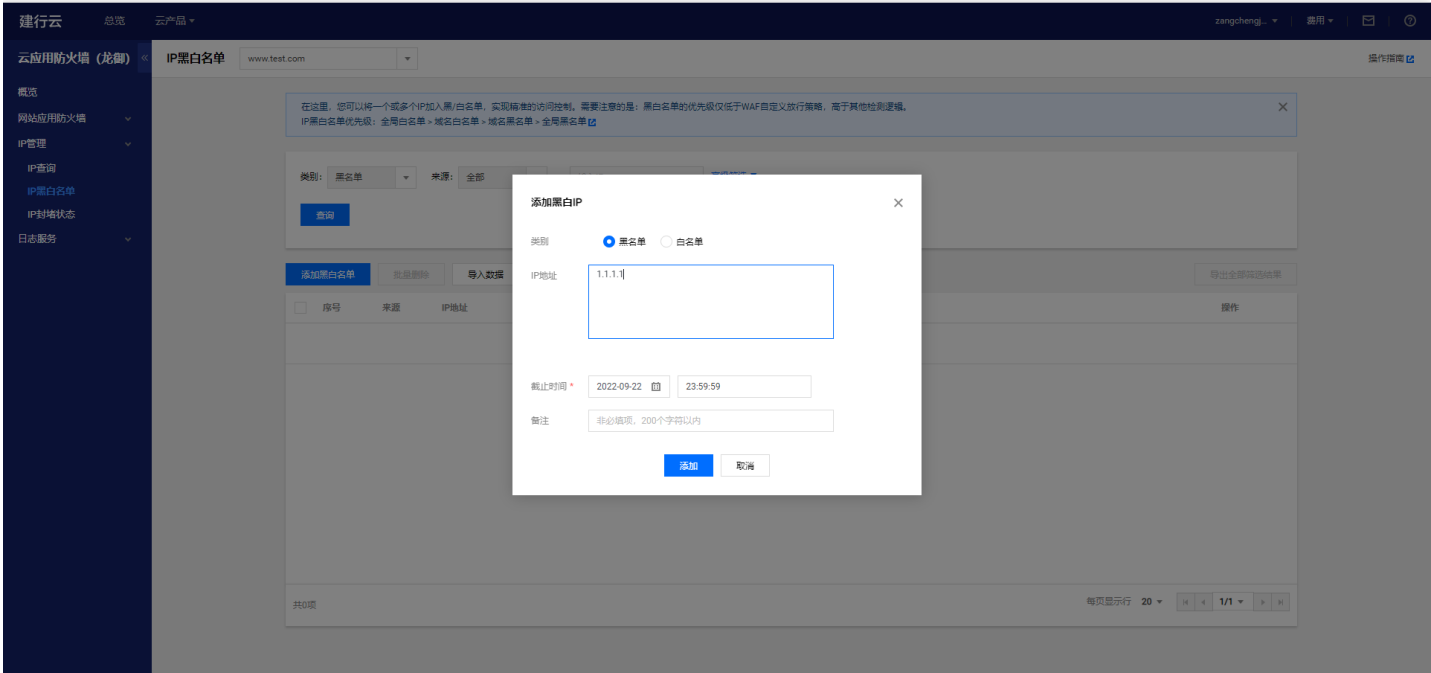 建行云 总览 云产品 zangchengj... 费用
云应用防火墙（龙御） IP黑白名单 www.test.com 操作指南
概览
网站应用防火墙
IP管理
IP查询
IP黑白名单
IP封堵状态
日志服务
在这里，您可以将一个或多个IP加入黑/白名单，实现精准的访问控制。需要注意的是：黑白名单的优先级仅低于WAF自定义放行策略，高于其他检测逻辑。
IP黑白名单优先级：全局白名单 > 域名白名单 > 域名黑名单 > 全局黑名单
类别： 黑名单 来源： 全部
查询
添加黑白名单 批量删除 导入数据 导出全部筛选结果
序号 来源 IP地址 操作
添加黑白IP
类别 黑名单 白名单
IP地址 1.1.1.1
截止时间 * 2022-09-22 23:59:59
备注 非必填项，200个字符以内
添加 取消
共0项 每页显示行 20 1/1